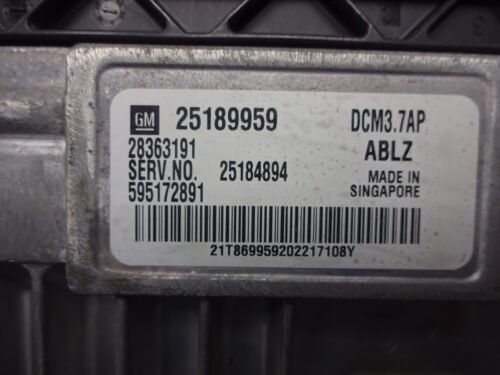 GM 25189959 DCM3.7AP
28363191 ABLZ
SERV.NO. 25184894 MADE IN
595172891 SINGAPORE
21T869959202217108Y